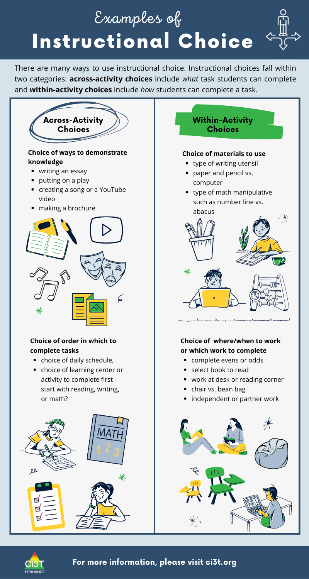 Examples of
Instructional Choice
There are many ways to use instructional choice. Instructional choices fall within
two categories: across-activity choices include what task students can complete
and within-activity choices include how students can complete a task.
Across-Activity
Choices
Choice of ways to demonstrate
knowledge
writing an essay
putting on a play
creating a song or a YouTube
video
making a brochure
Choice of order in which to
complete tasks
choice of daily schedule,
choice of learning center or
activity to complete first -
start with reading, writing,
or math?
MATH
1 2 3
Within-Activity
Choices
Choice of materials to use
type of writing utensil
paper and pencil vs.
computer
type of math manipulative
such as number line vs.
abacus
Choice of where/when to work
or which work to complete
complete evens or odds
select book to read
work at desk or reading corner
chair vs. bean bag
independent or partner work
Ci3T
For more information, please visit ci3t.org